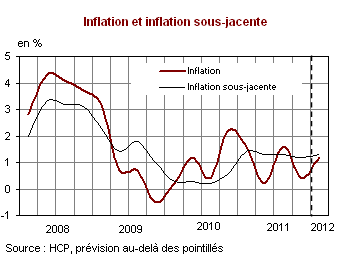 Inflation et inflation sous-jacente
en %
5
Inflation
4
Inflation sous-jacente
3
2
1
0
-1
2008 2009 2010 2011 2012
Source : HCP, prévision au-delà des pointillés